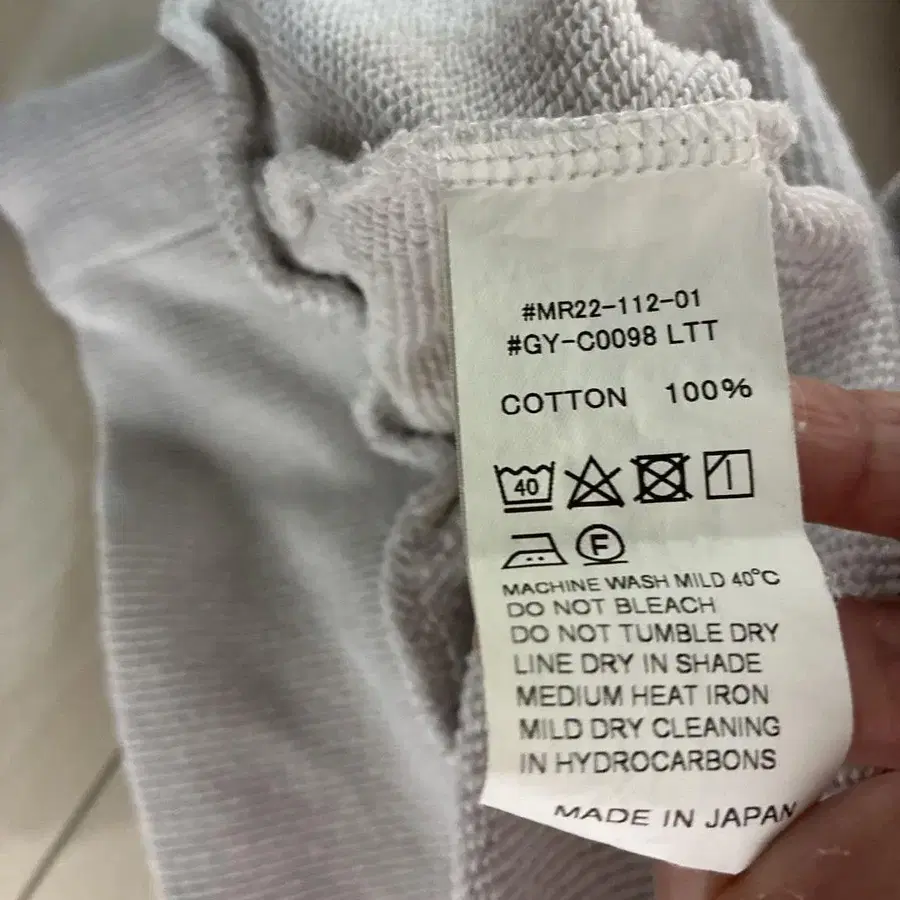 #MR22-112-01
#GY-C0098 LTT
COTTON 100%
40
F
MACHINE WASH MILD 40°C
DO NOT BLEACH
DO NOT TUMBLE DRY
LINE DRY IN SHADE
MEDIUM HEAT IRON
MILD DRY CLEANING
IN HYDROCARBONS
MADE IN JAPAN